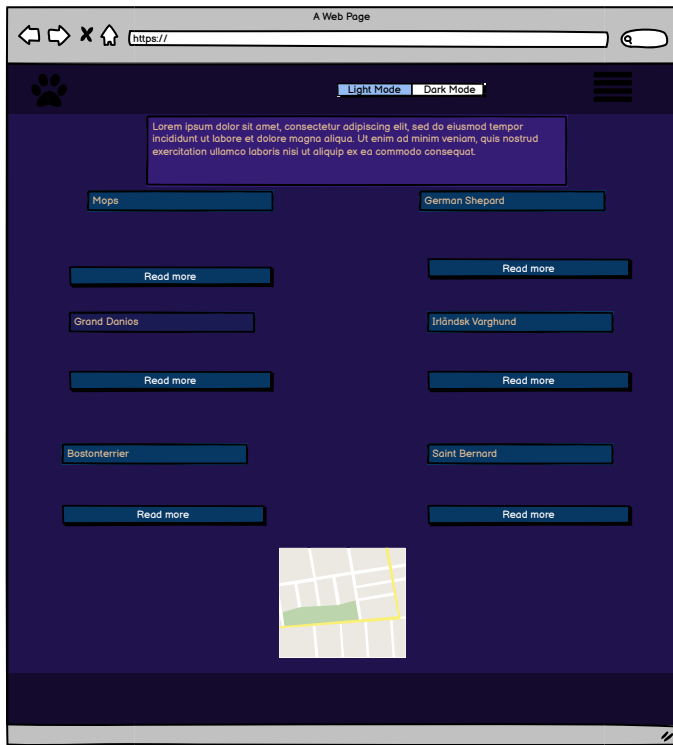 A Web Page
https://
Light Mode Dark Mode
Lorem ipsum dolor sit amet, consectetur adipiscing elit, sed do eiusmod tempor
incididunt ut labore et dolore magna aliqua. Ut enim ad minim veniam, quis nostrud
exercitation ullamco laboris nisi ut aliquip ex ea commodo consequat.
Mops
German Shepard
Read more
Read more
Grand Danios
Irländsk Varghund
Read more
Read more
Bostonterrier
Saint Bernard
Read more
Read more